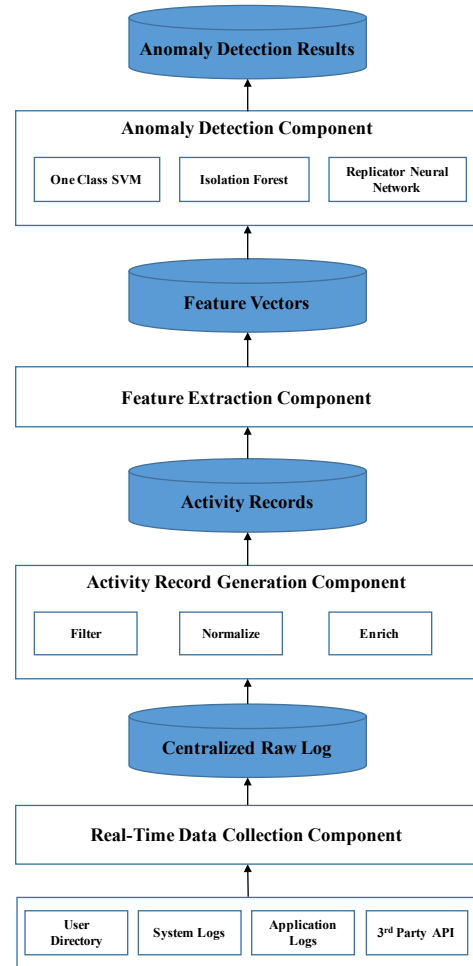 Anomaly Detection Results
Anomaly Detection Component
One Class SVM
Isolation Forest
Replicator Neural
Network
Feature Vectors
Feature Extraction Component
Activity Records
Activity Record Generation Component
Filter
Normalize
Enrich
Centralized Raw Log
Real-Time Data Collection Component
User
Directory
System Logs
Application
Logs
3rd Party API